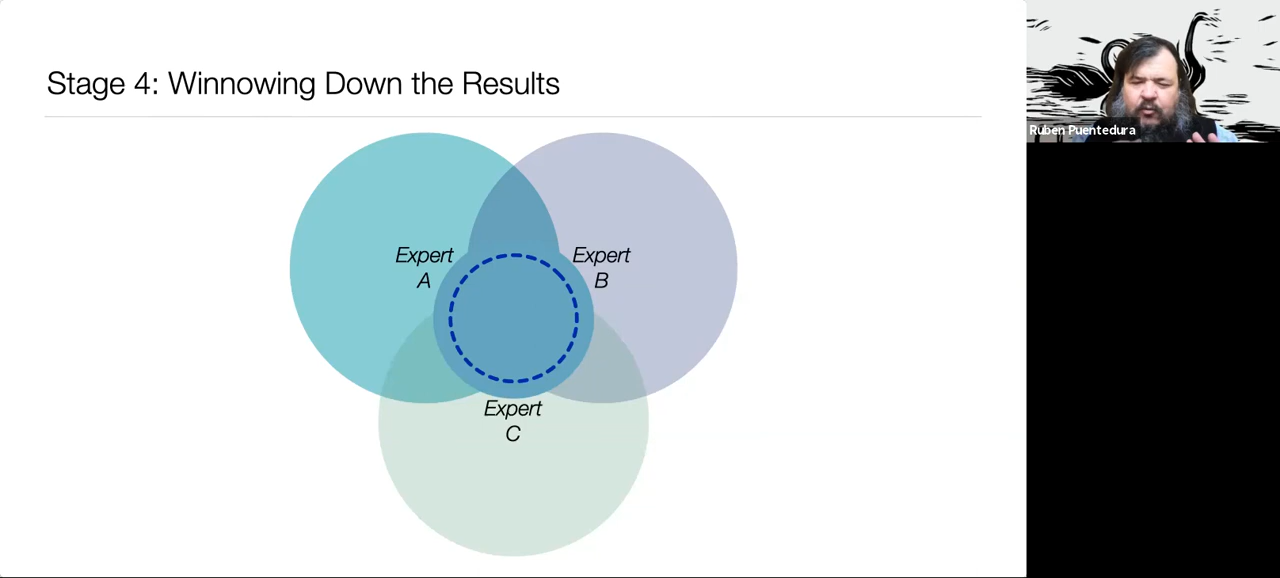 Stage 4: Winnowing Down the Results
Ruben Puentedura
Expert
A
Expert
B
Expert
C